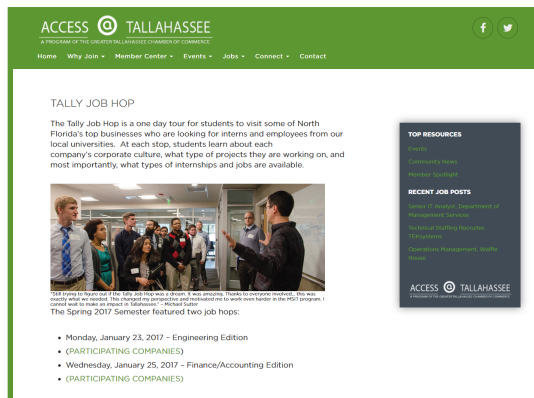 ACCESS @ TALLAHASSEE
A PROGRAM OF THE GREATER TALLAHASSEE CHAMBER OF COMMERCE
Home Why Join Member Center Events Jobs Connect Contact
TALLY JOB HOP
The Tally Job Hop is a one day tour for students to visit some of North
Florida's top businesses who are looking for interns and employees from our
local universities. At each stop, students learn about each
company's corporate culture, what type of projects they are working on, and
most importantly, what types of internships and jobs are available.
"Still trying to figure out if the Tally Job Hop was a dream. It was amazing. Thanks to everyone involved... this was
exactly what we needed. This changed my perspective and motivated me to work even harder in the MSIT program. I
cannot wait to make an impact in Tallahassee." – Michael Sutter
The Spring 2017 Semester featured two job hops:
• Monday, January 23, 2017 – Engineering Edition
• (PARTICIPATING COMPANIES)
• Wednesday, January 25, 2017 – Finance/Accounting Edition
• (PARTICIPATING COMPANIES)
TOP RESOURCES
Events
Community News
Member Spotlight
RECENT JOB POSTS
Senior IT Analyst, Department of
Management Services
Technical Staffing Recruiter,
TEKsystems
Operations Management, Waffle
House
ACCESS @ TALLAHASSEE
A PROGRAM OF THE GREATER TALLAHASSEE CHAMBER OF COMMERCE